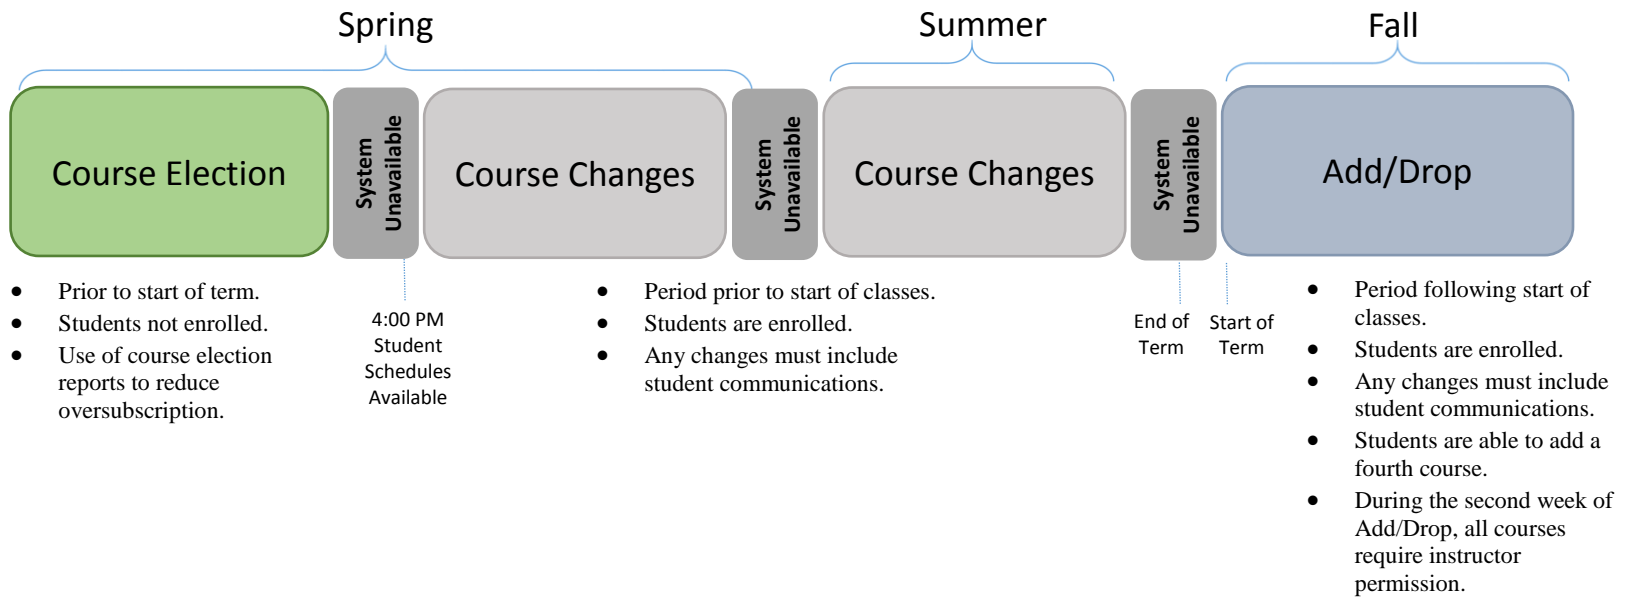 Spring
Summer
Fall
Course Election
System
Unavailable
Course Changes
System
Unavailable
Course Changes
System
Unavailable
Add/Drop
• Prior to start of term.
• Students not enrolled.
• Use of course election
reports to reduce
oversubscription.
4:00 PM
Student
Schedules
Available
• Period prior to start of classes.
• Students are enrolled.
• Any changes must include
student communications.
End of
Term
Start of
Term
• Period following start of
classes.
• Students are enrolled.
• Any changes must include
student communications.
• Students are able to add a
fourth course.
• During the second week of
Add/Drop, all courses
require instructor
permission.